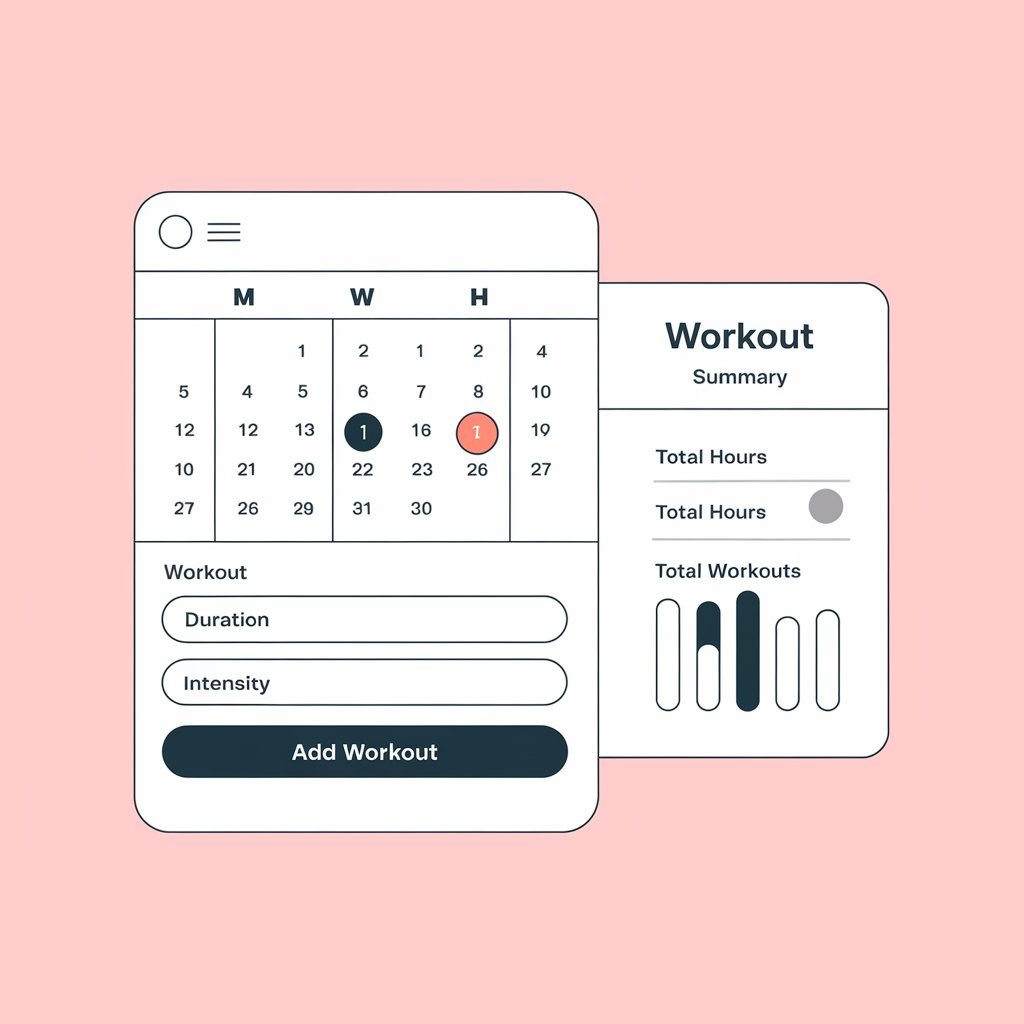 M W H
1 2 1 2 4
5 4 5 6 7 8 10
12 12 13 1 16 19
10 21 20 22 23 26 27
27 26 29 31 30
Workout
Duration
Intensity
Add Workout
Workout
Summary
Total Hours
Total Hours
Total Workouts